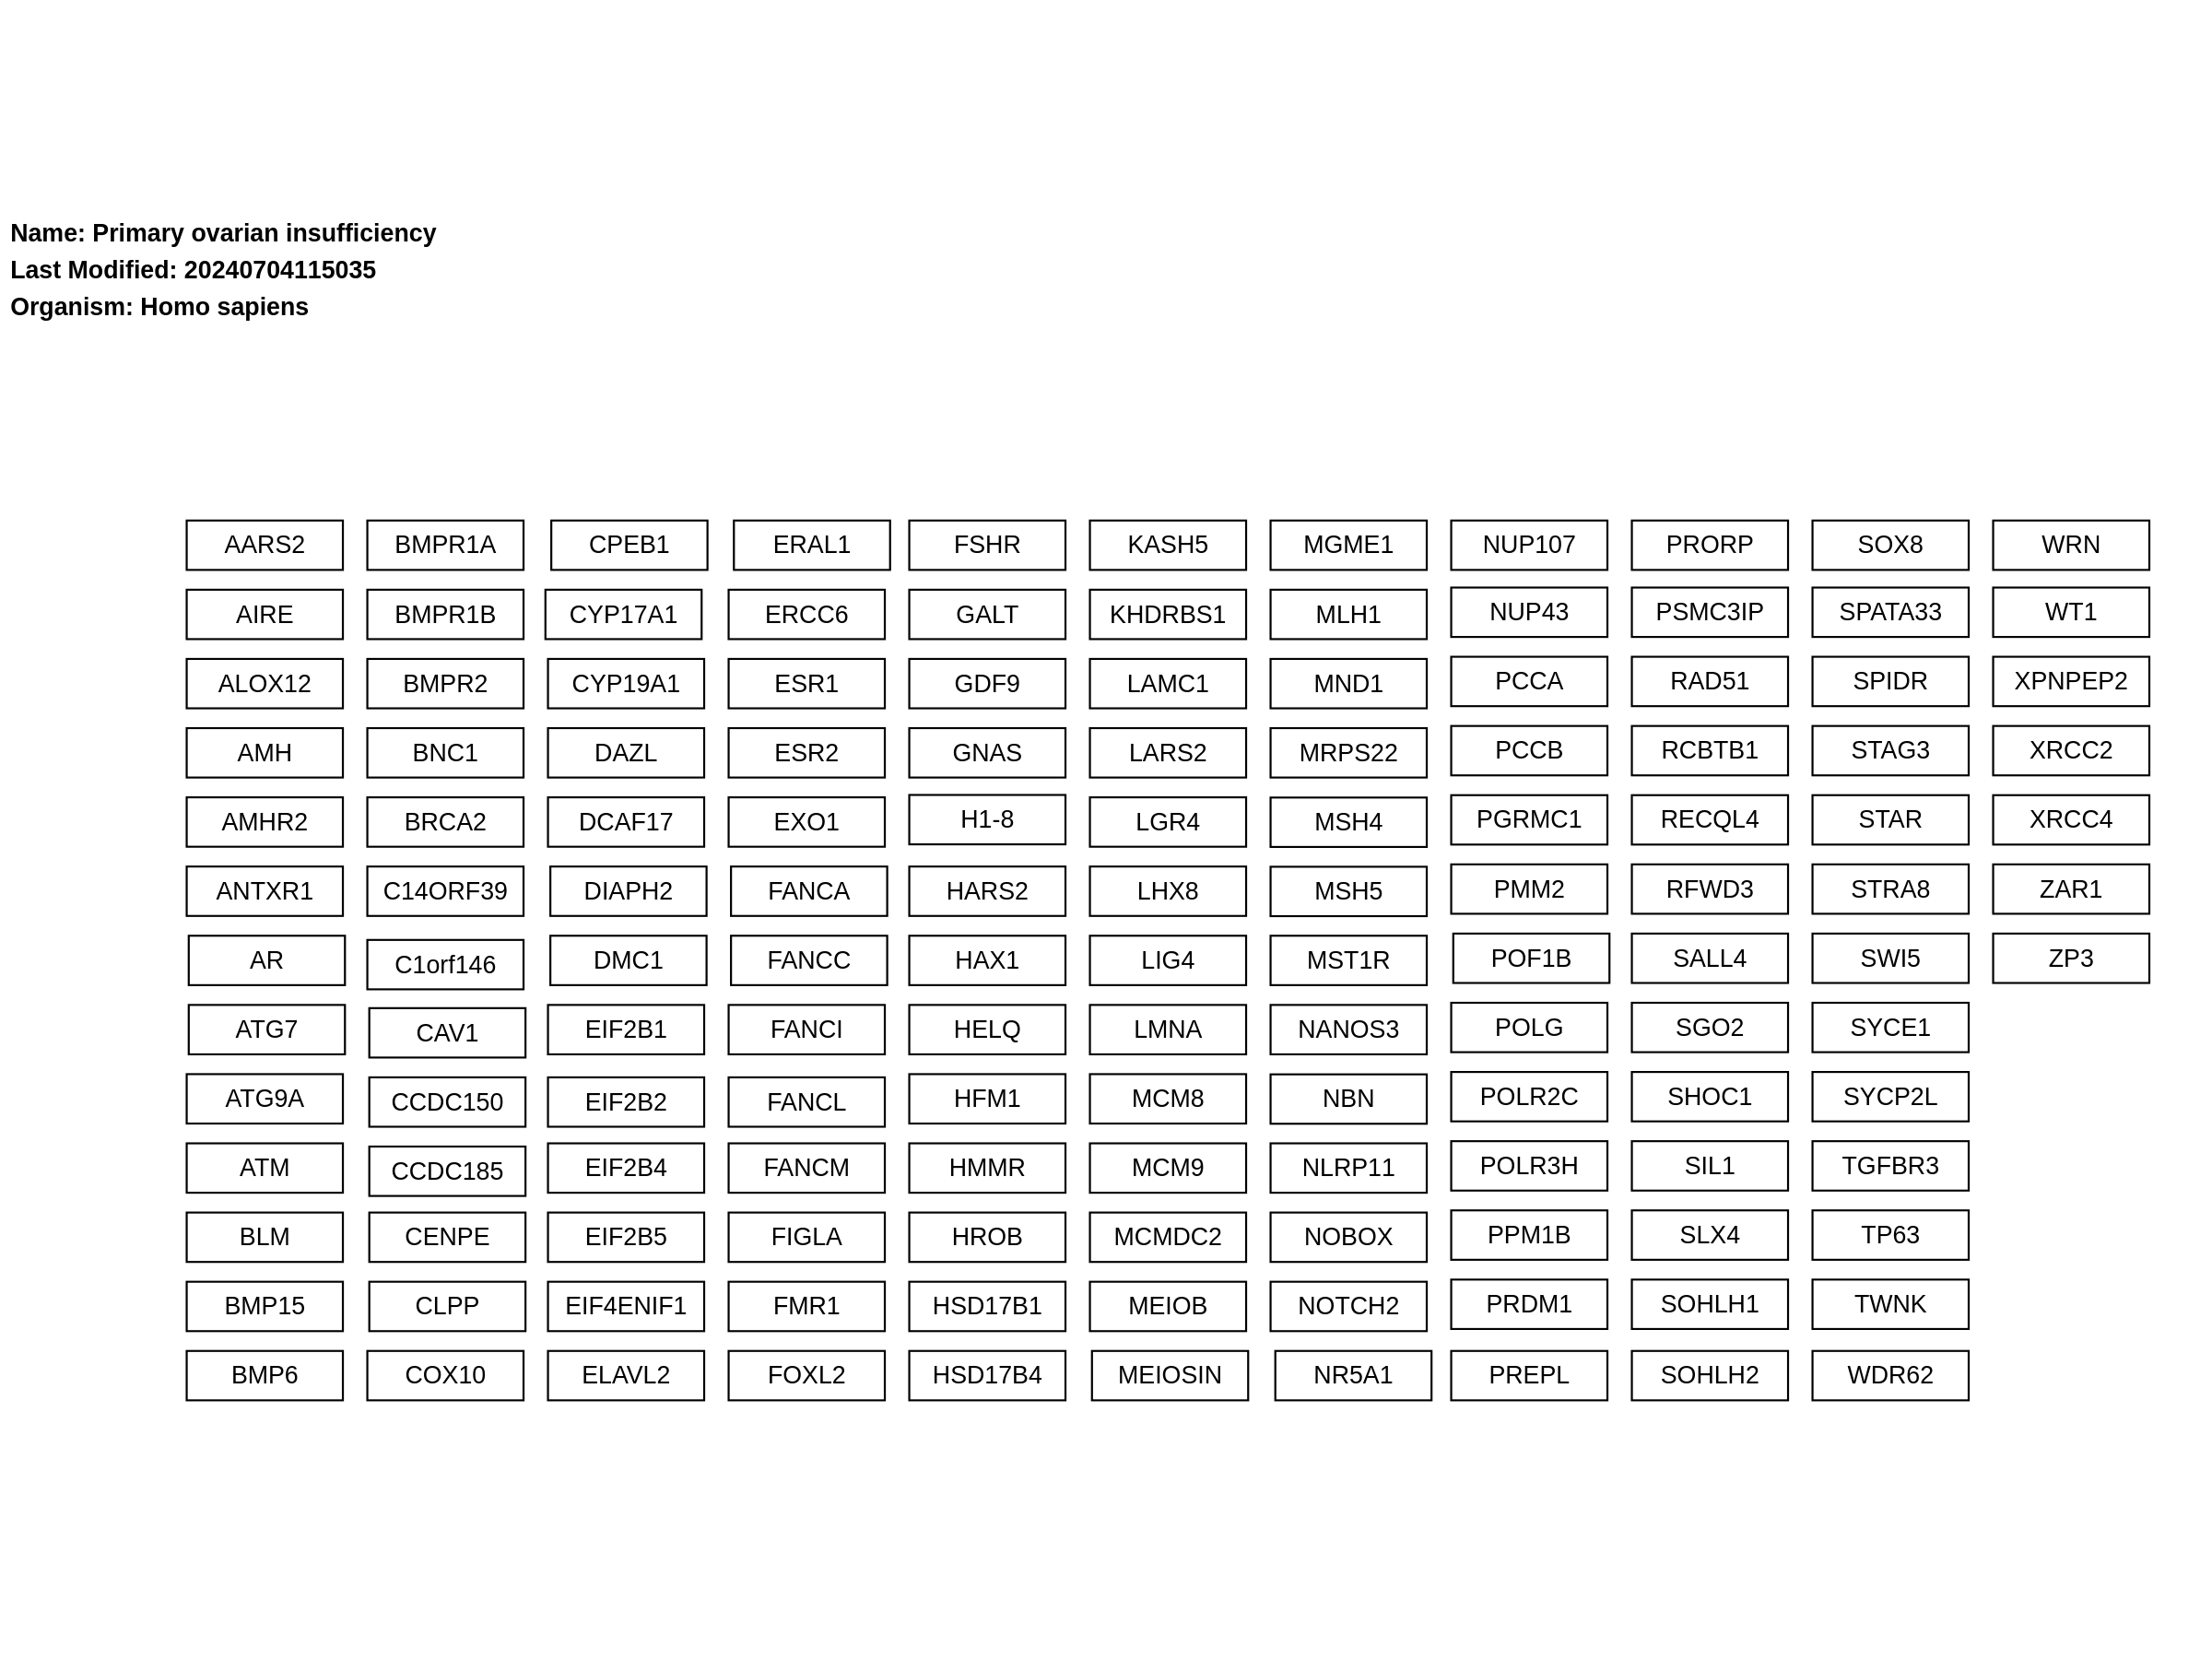 Name: Primary ovarian insufficiency
Last Modified: 20240704115035
Organism: Homo sapiens
AARS2 BMPR1A CPEB1 ERAL1 FSHR KASH5 MGME1 NUP107 PRORP SOX8 WRN
AIRE BMPR1B CYP17A1 ERCC6 GALT KHDRBS1 MLH1 NUP43 PSMC3IP SPATA33 WT1
ALOX12 BMPR2 CYP19A1 ESR1 GDF9 LAMC1 MND1 PCCA RAD51 SPIDR XPNPEP2
AMH BNC1 DAZL ESR2 GNAS LARS2 MRPS22 PCCB RCBTB1 STAG3 XRCC2
AMHR2 BRCA2 DCAF17 EXO1 H1-8 LGR4 MSH4 PGRMC1 RECQL4 STAR XRCC4
ANTXR1 C14ORF39 DIAPH2 FANCA HARS2 LHX8 MSH5 PMM2 RFWD3 STRA8 ZAR1
AR C1orf146 DMC1 FANCC HAX1 LIG4 MST1R POF1B SALL4 SWI5 ZP3
ATG7 CAV1 EIF2B1 FANCI HELQ LMNA NANOS3 POLG SGO2 SYCE1
ATG9A CCDC150 EIF2B2 FANCL HFM1 MCM8 NBN POLR2C SHOC1 SYCP2L
ATM CCDC185 EIF2B4 FANCM HMMR MCM9 NLRP11 POLR3H SIL1 TGFBR3
BLM CENPE EIF2B5 FIGLA HROB MCMDC2 NOBOX PPM1B SLX4 TP63
BMP15 CLPP EIF4ENIF1 FMR1 HSD17B1 MEIOB NOTCH2 PRDM1 SOHLH1 TWNK
BMP6 COX10 ELAVL2 FOXL2 HSD17B4 MEIOSIN NR5A1 PREPL SOHLH2 WDR62